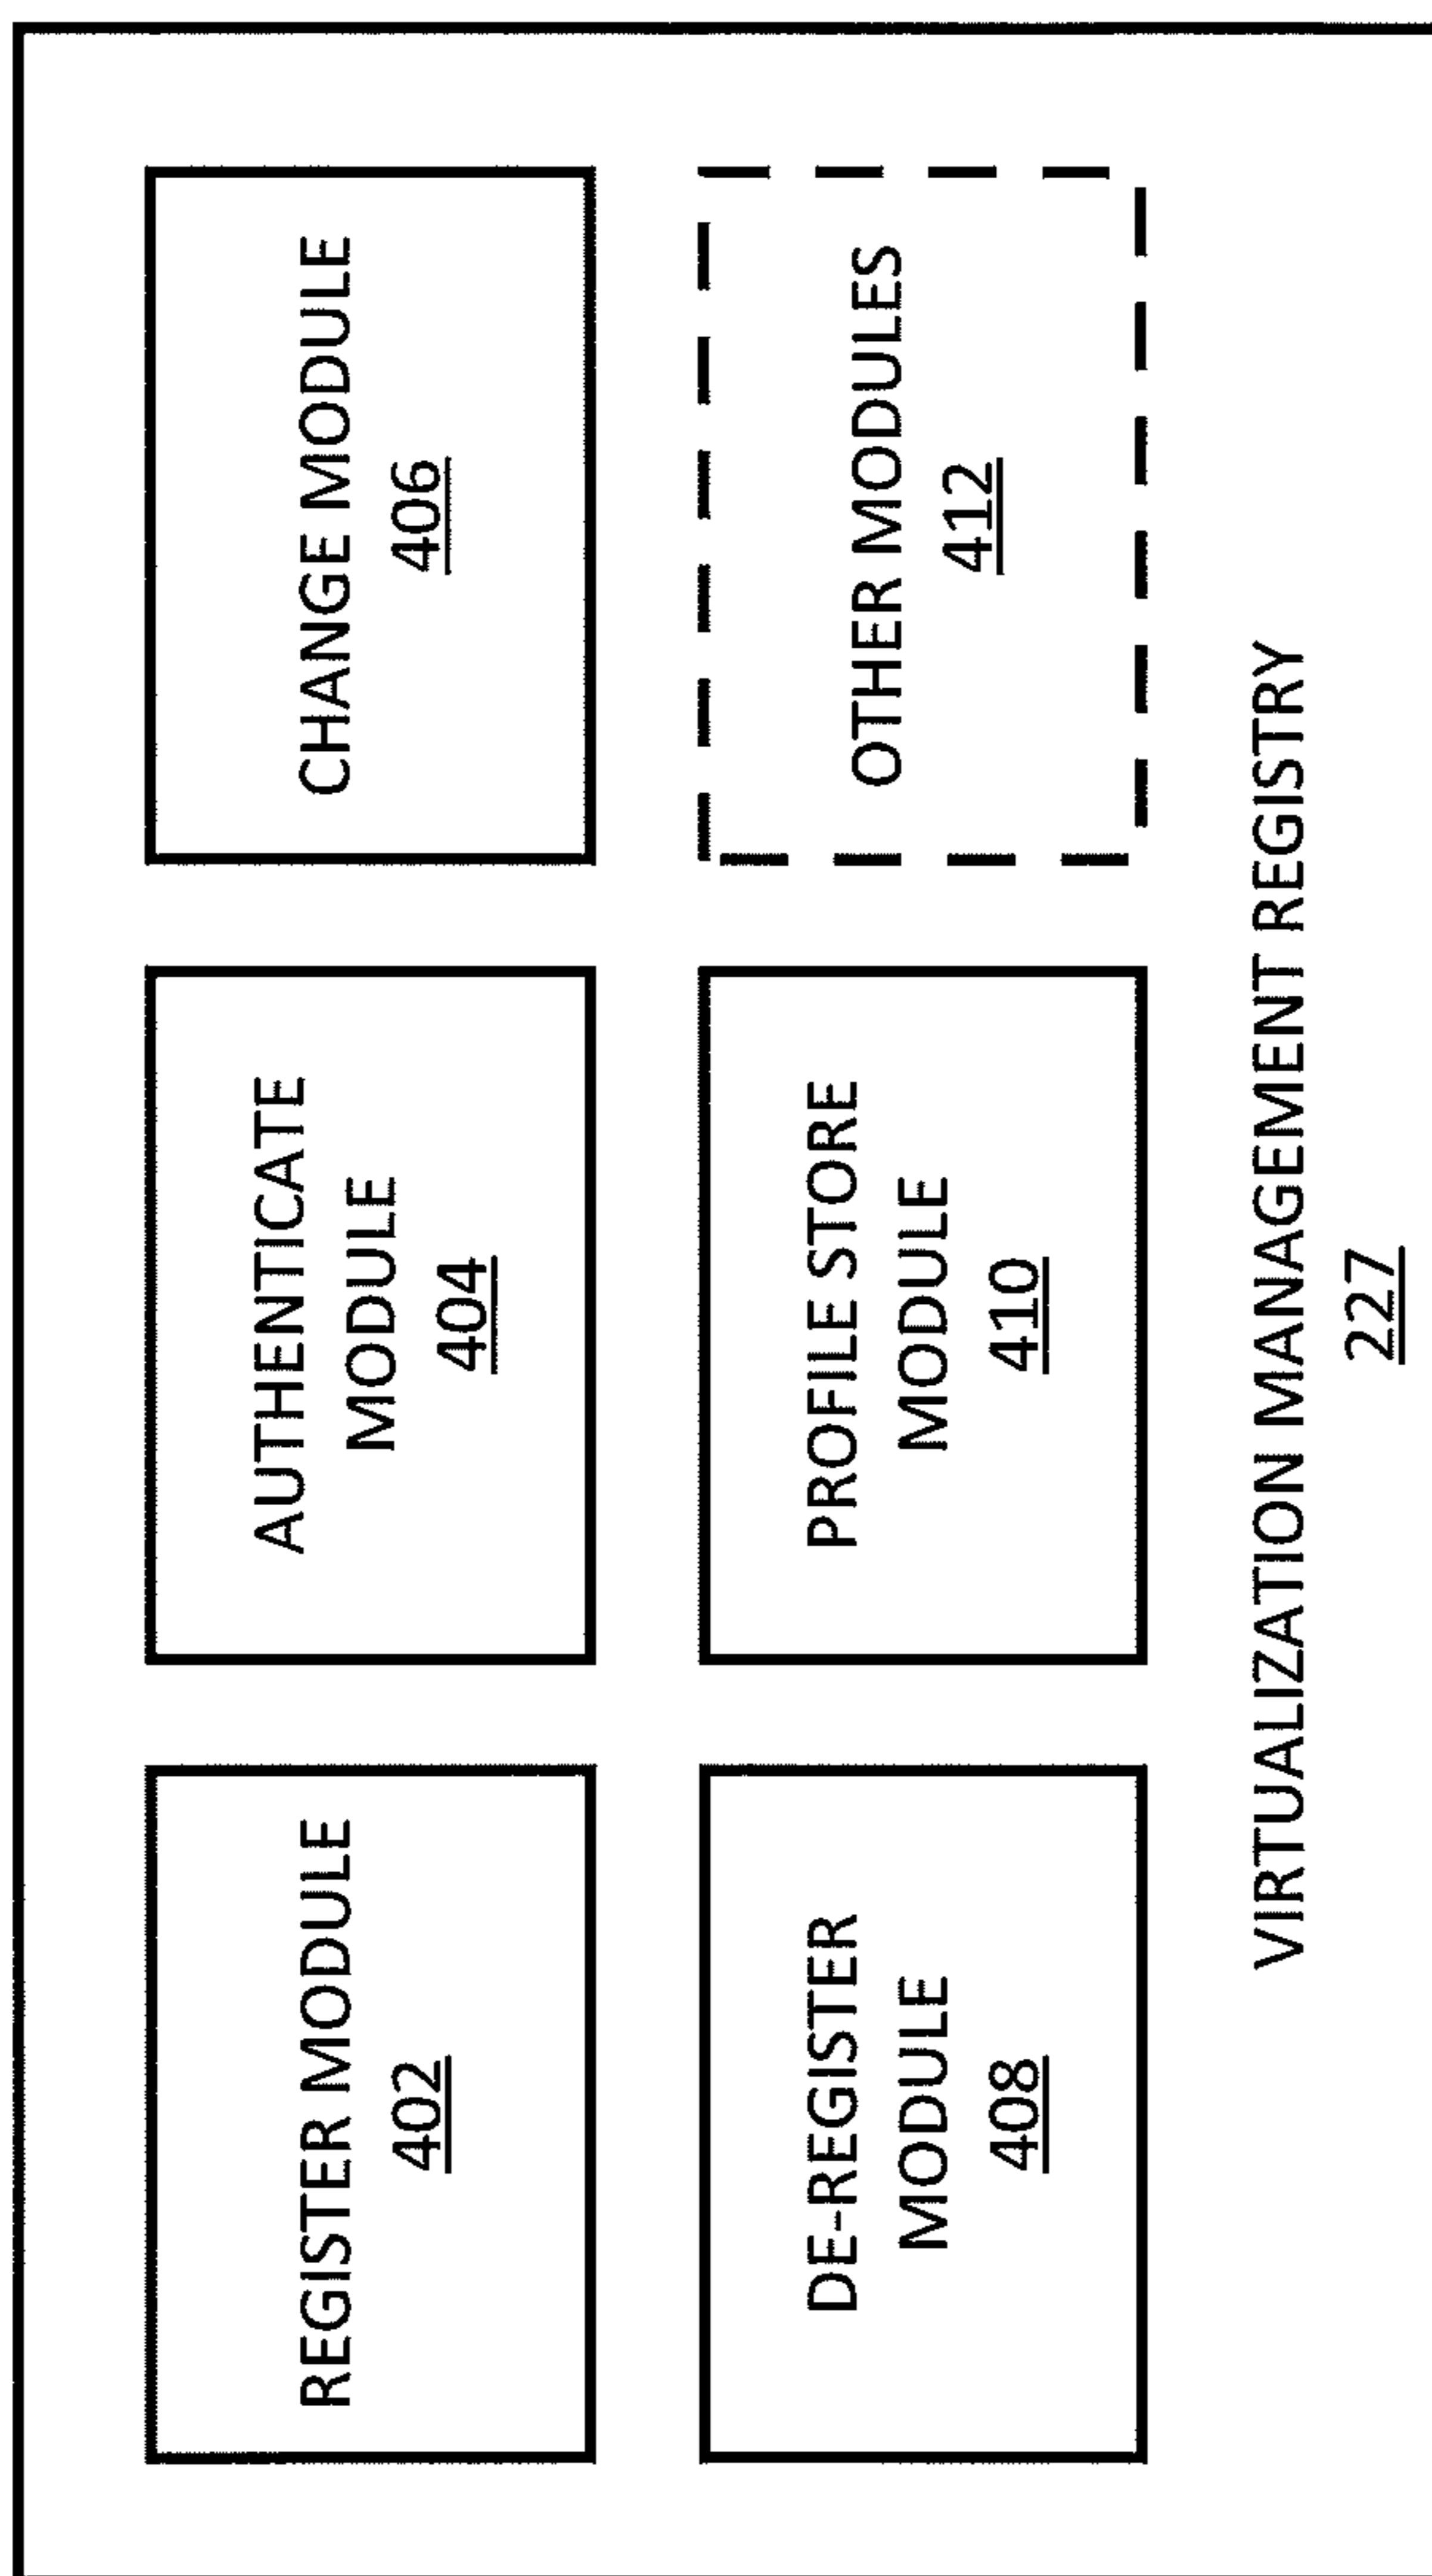 REGISTER MODULE
402
AUTHENTICATE
MODULE
404
CHANGE MODULE
406
DE-REGISTER
MODULE
408
PROFILE STORE
MODULE
410
OTHER MODULES
412
VIRTUALIZATION MANAGEMENT REGISTRY
227